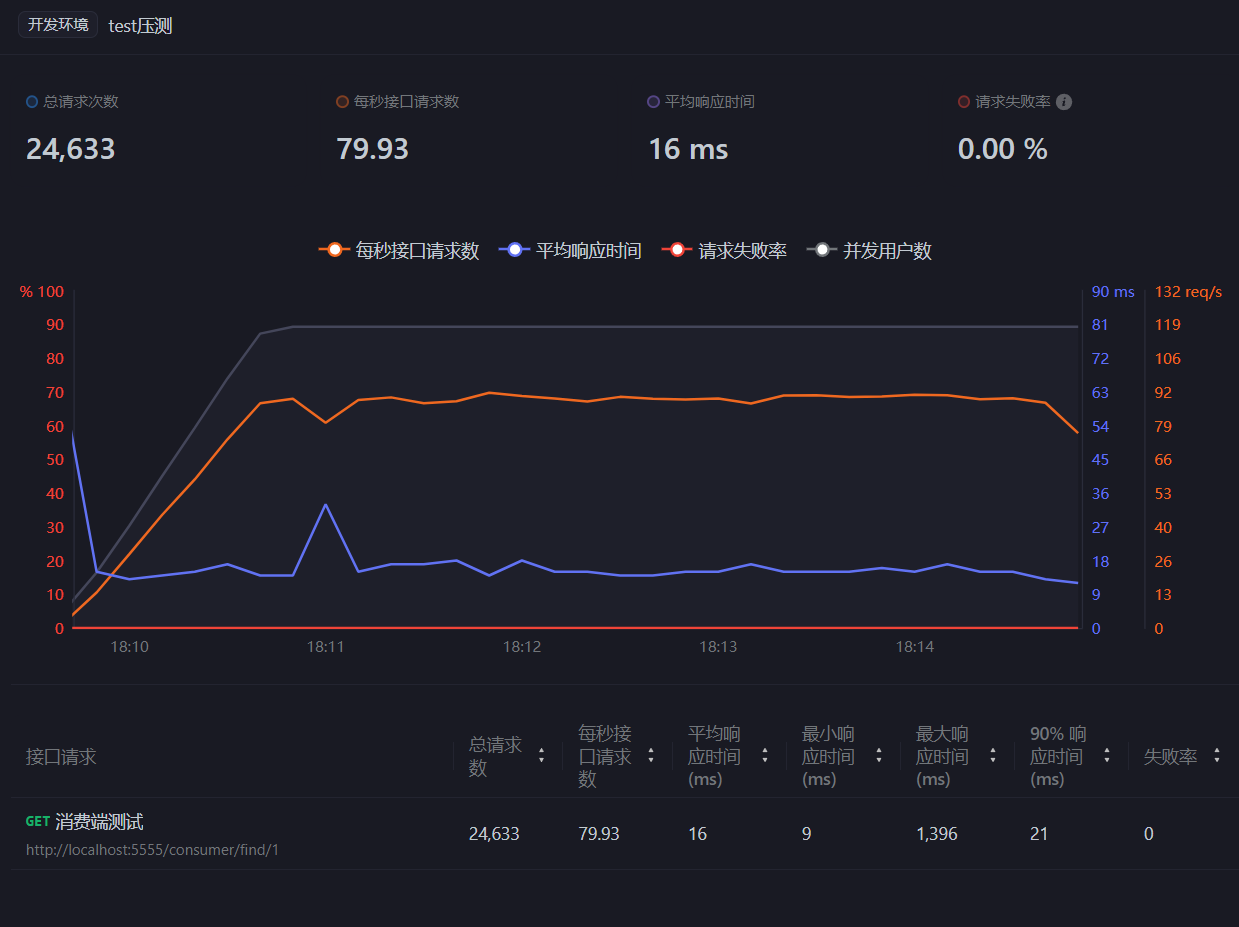 开发环境 test压测
总请求次数 每秒接口请求数 平均响应时间 请求失败率
24,633 79.93 16 ms 0.00 %
每秒接口请求数 平均响应时间 请求失败率 并发用户数
% 100 90 ms 132 req/s
90 81 119
80 72 106
70 63 92
60 54 79
50 45 66
40 36 53
30 27 40
20 18 26
10 9 13
0 0 0
18:10 18:11 18:12 18:13 18:14
接口请求
总请求
数
每秒接
口请求
数
平均响
应时间
(ms)
最小响
应时间
(ms)
最大响
应时间
(ms)
90% 响
应时间
(ms)
失败率
GET 消费端测试
http://localhost:5555/consumer/find/1
24,633 79.93 16 9 1,396 21 0